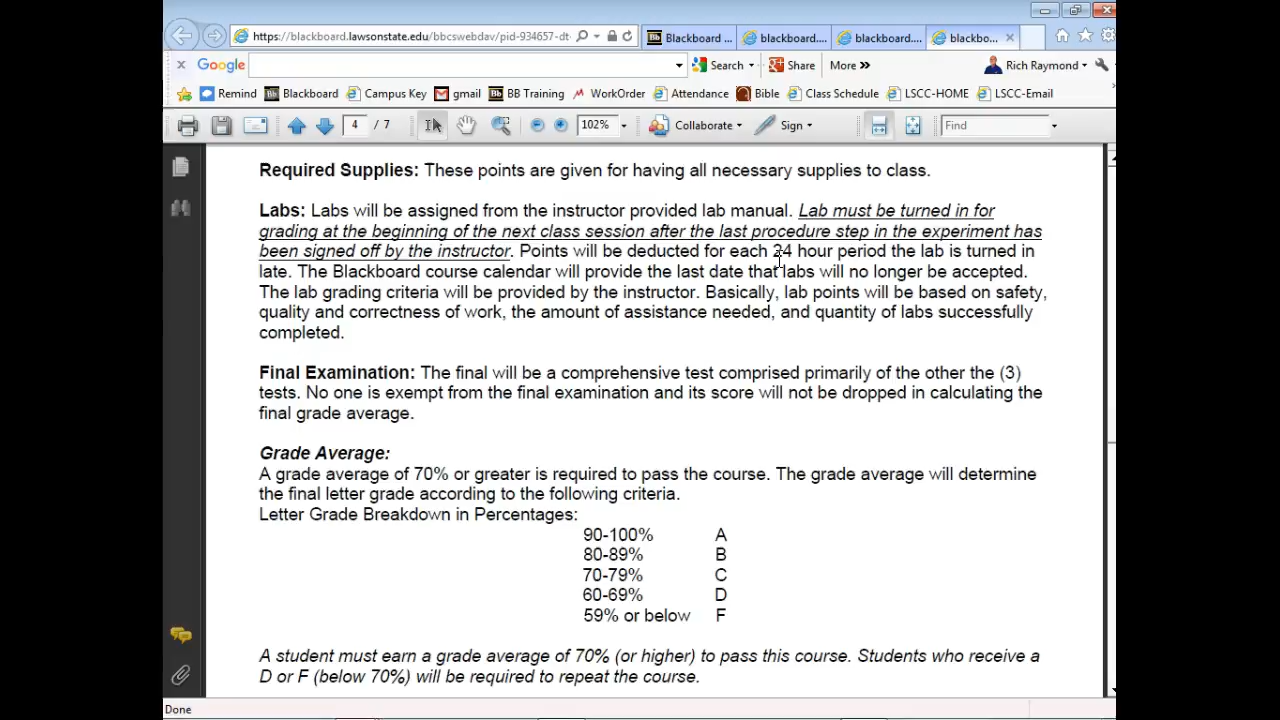 https://blackboard.lawsonstate.edu/bbcswebdav/pid-934657-dt
Blackboard ...
blackboard....
blackboard....
blackbo...
Google
Search
Share
More »
Rich Raymond
Remind
Blackboard
Campus Key
gmail
BB Training
WorkOrder
Attendance
Bible
Class Schedule
LSCC-HOME
LSCC-Email
4 / 7
102%
Collaborate
Sign
Find
Required Supplies: These points are given for having all necessary supplies to class.
Labs: Labs will be assigned from the instructor provided lab manual. Lab must be turned in for
grading at the beginning of the next class session after the last procedure step in the experiment has
been signed off by the instructor. Points will be deducted for each 24 hour period the lab is turned in
late. The Blackboard course calendar will provide the last date that labs will no longer be accepted.
The lab grading criteria will be provided by the instructor. Basically, lab points will be based on safety,
quality and correctness of work, the amount of assistance needed, and quantity of labs successfully
completed.
Final Examination: The final will be a comprehensive test comprised primarily of the other the (3)
tests. No one is exempt from the final examination and its score will not be dropped in calculating the
final grade average.
Grade Average:
A grade average of 70% or greater is required to pass the course. The grade average will determine
the final letter grade according to the following criteria.
Letter Grade Breakdown in Percentages:
90-100% A
80-89% B
70-79% C
60-69% D
59% or below F
A student must earn a grade average of 70% (or higher) to pass this course. Students who receive a
D or F (below 70%) will be required to repeat the course.
Done